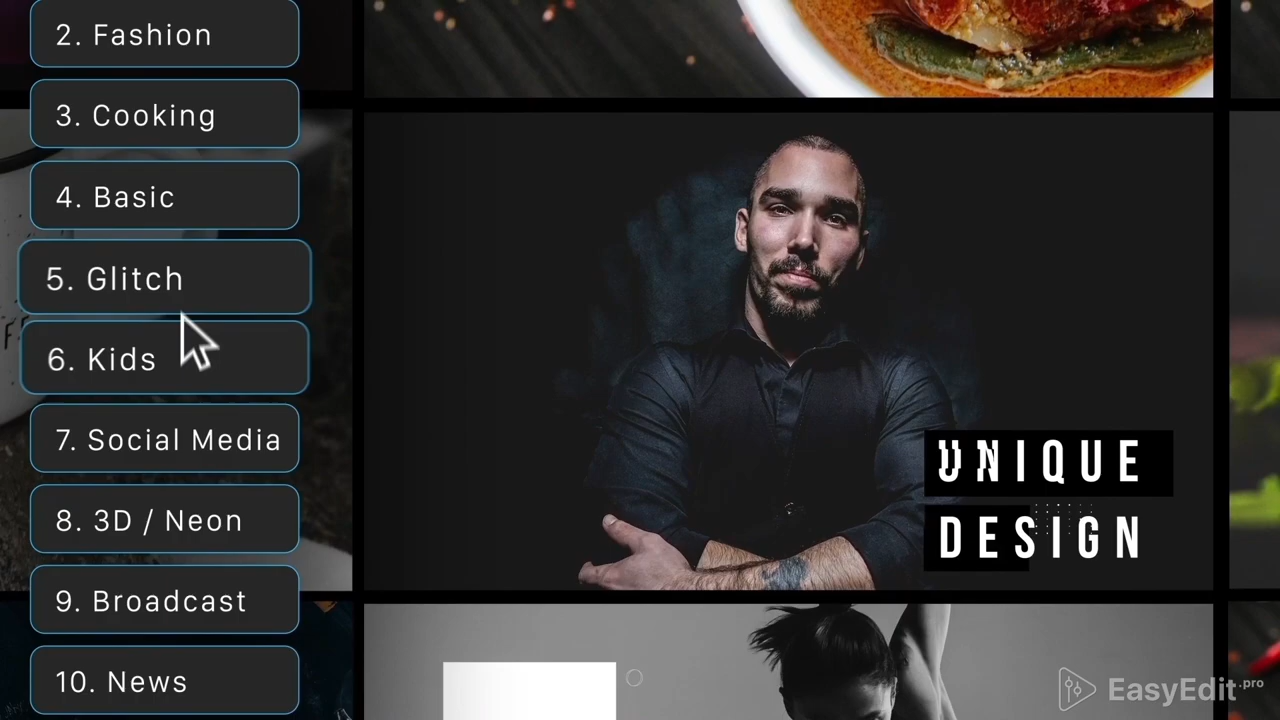 2. Fashion
3. Cooking
4. Basic
5. Glitch
6. Kids
7. Social Media
8. 3D / Neon
9. Broadcast
10. News
UNIQUE
DESIGN
EasyEdit.pro